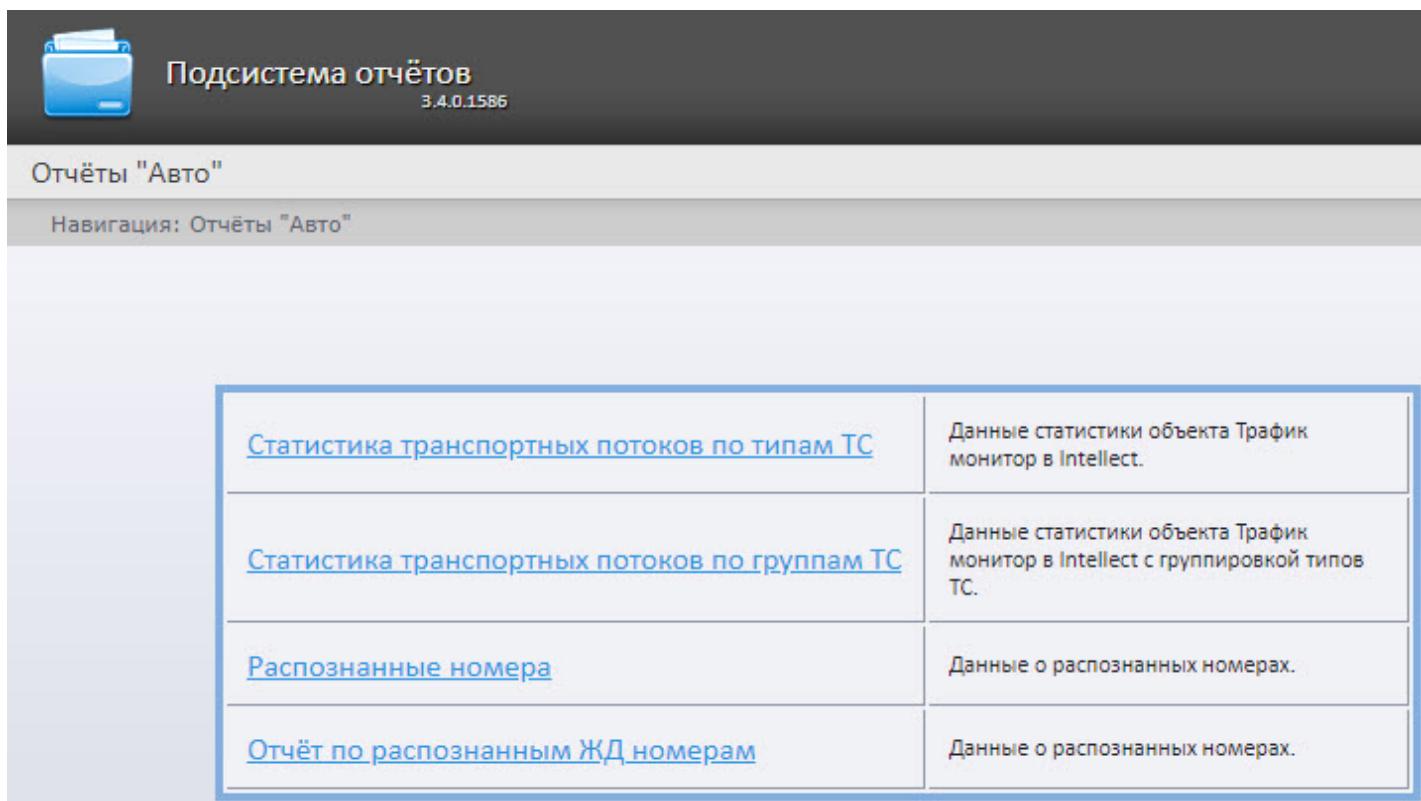 Подсистема отчётов
3.4.0.1586
Отчёты "Авто"
Навигация: Отчёты "Авто"
Статистика транспортных потоков по типам ТС
Данные статистики объекта Трафик
монитор в Intellect.
Статистика транспортных потоков по группам ТС
Данные статистики объекта Трафик
монитор в Intellect с группировкой типов
ТС.
Распознанные номера
Данные о распознанных номерах.
Отчёт по распознанным ЖД номерам
Данные о распознанных номерах.